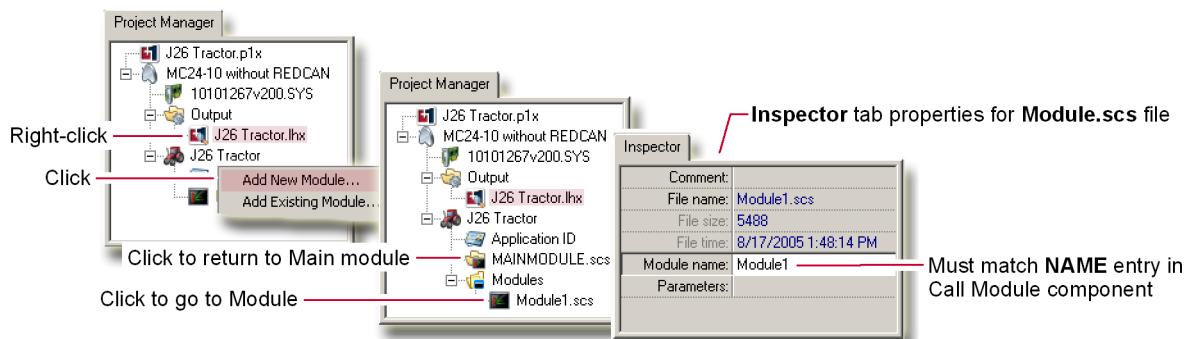 Project Manager
J26 Tractor.p1x
MC24-10 without REDCAN
10101267v200.SYS
Output
Right-click
J26 Tractor.lhx
J26 Tractor
Click
Add New Module...
Add Existing Module...
Project Manager
J26 Tractor.p1x
MC24-10 without REDCAN
10101267v200.SYS
Output
J26 Tractor.lhx
J26 Tractor
Application ID
Click to return to Main module
MAINMODULE.scs
Modules
Click to go to Module
Module1.scs
Inspector tab properties for Module.scs file
Inspector
Comment:
File name: Module1.scs
File size: 5488
File time: 8/17/2005 1:48:14 PM
Module name: Module1
Parameters:
Must match NAME entry in
Call Module component